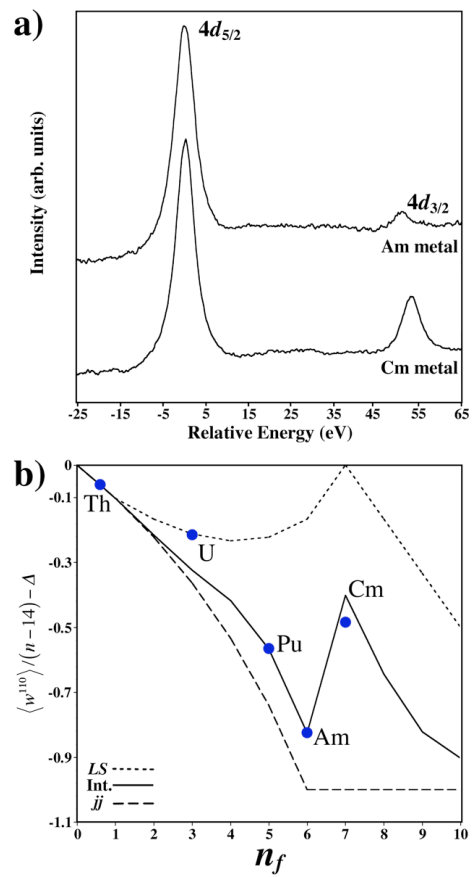 a)
4d5/2
4d3/2
Am metal
Cm metal
Intensity (arb. units)
-25 -15 -5 5 15 25 35 45 55 65
Relative Energy (eV)
b)
0
-0.1
-0.3
-0.5
-0.7
-0.9
-1.1
⟨w¹¹⁰⟩/(n−14) − Δ
Th
U
Pu
Am
Cm
LS
Int.
jj
0 1 2 3 4 5 6 7 8 9 10
nf